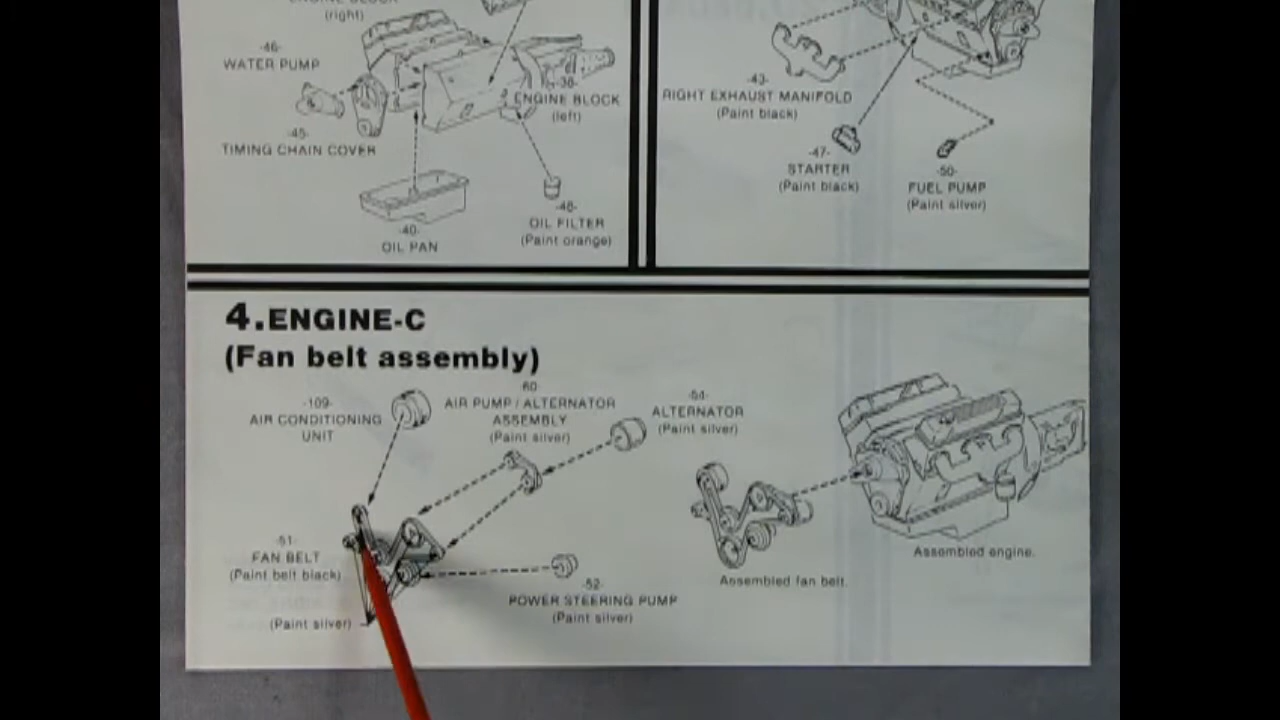 ENGINE BLOCK
(right)
-46-
WATER PUMP
-45-
TIMING CHAIN COVER
-38-
ENGINE BLOCK
(left)
-40-
OIL PAN
-48-
OIL FILTER
(Paint orange)
-43-
RIGHT EXHAUST MANIFOLD
(Paint black)
-47-
STARTER
(Paint black)
-50-
FUEL PUMP
(Paint silver)
4.ENGINE-C
(Fan belt assembly)
-109-
AIR CONDITIONING
UNIT
-60
AIR PUMP/ALTERNATOR
ASSEMBLY
(Paint silver)
ALTERNATOR
(Paint silver)
-51-
FAN BELT
(Paint belt black)
(Paint silver)
-52-
POWER STEERING PUMP
(Paint silver)
Assembled fan belt.
Assembled engine.